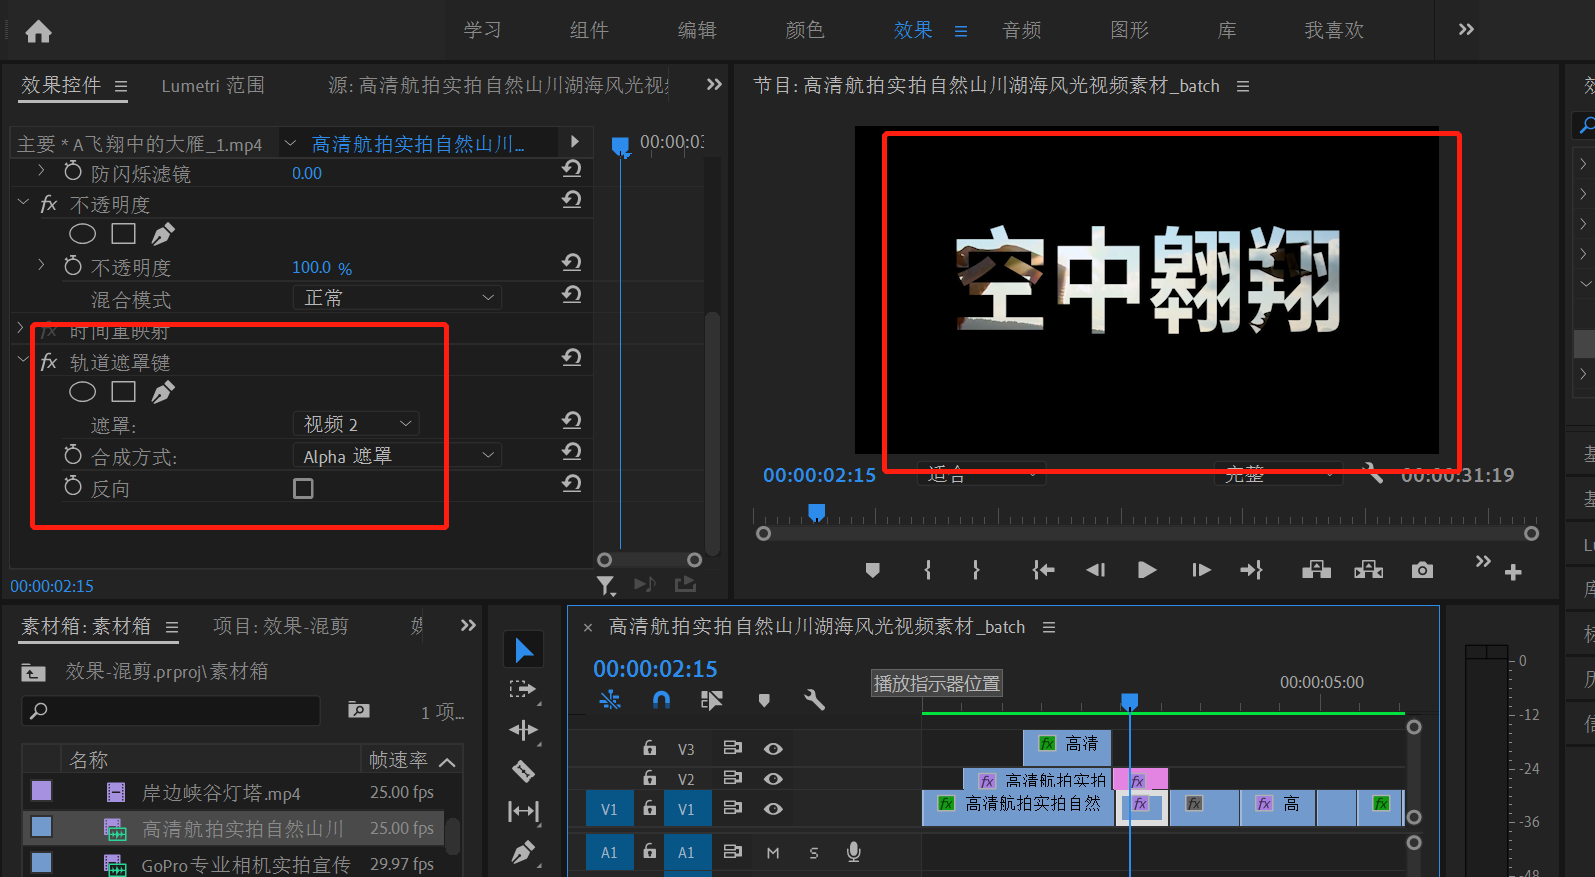 学习 组件 编辑 颜色 效果 音频 图形 库 我喜欢
效果控件 Lumetri 范围 源: 高清航拍实拍自然山川湖海风光视
节目: 高清航拍实拍自然山川湖海风光视频素材_batch
主要 * A飞翔中的大雁_1.mp4 高清航拍实拍自然山川... 00:00:03
防闪烁滤镜 0.00
fx 不透明度
不透明度 100.0 %
混合模式 正常
fx 时间重映射
fx 轨道遮罩键
遮罩: 视频 2
合成方式: Alpha 遮罩
反向
00:00:02:15
空中翱翔
00:00:02:15 适合 完整 00:00:31:19
素材箱: 素材箱 项目: 效果-混剪
效果-混剪.prproj\素材箱
1 项...
名称 帧速率
岸边峡谷灯塔.mp4 25.00 fps
高清航拍实拍自然山川 25.00 fps
GoPro专业相机实拍宣传 29.97 fps
× 高清航拍实拍自然山川湖海风光视频素材_batch
00:00:02:15
播放指示器位置
00:00:05:00
V3 fx 高清
V2 fx 高清航拍实拍 fx
V1 V1 fx 高清航拍实拍自然 fx fx fx 高 fx
A1 A1 M S
0
-12
-24
-36
-48